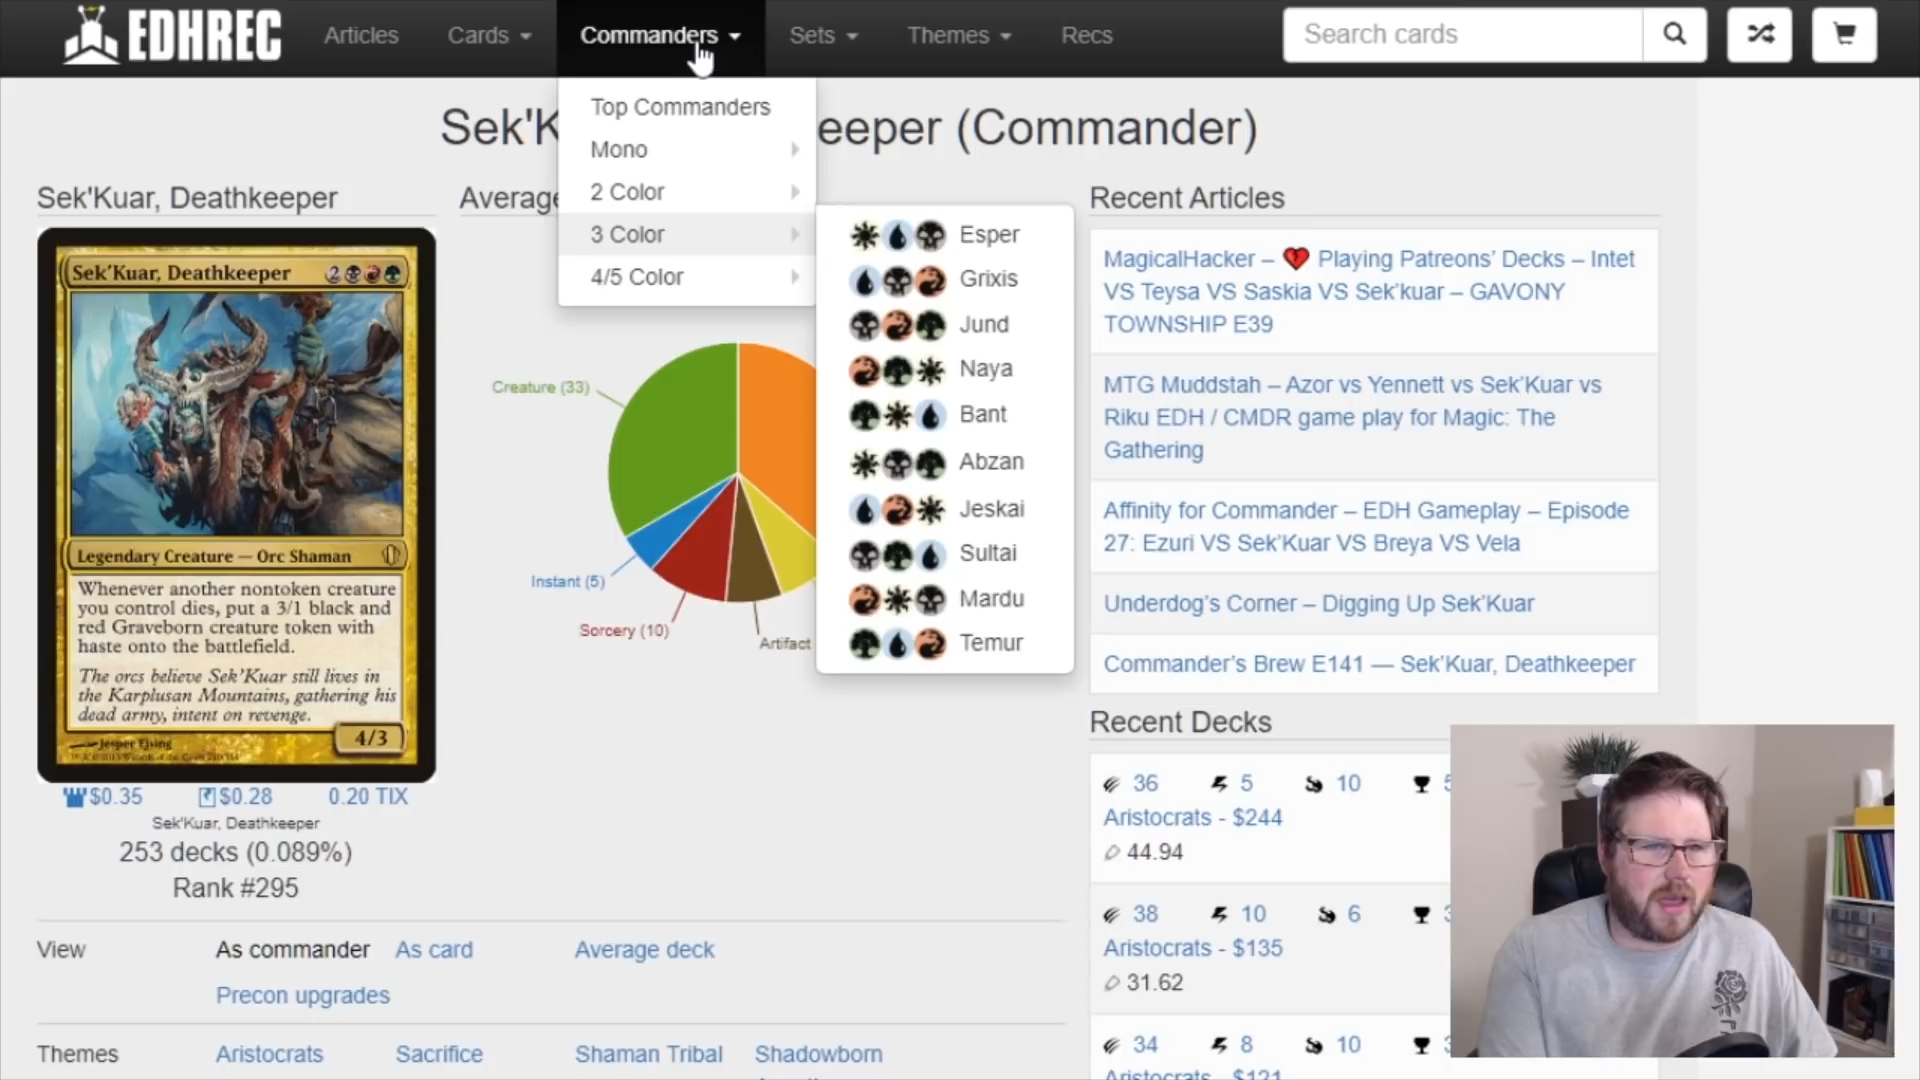 EDHREC
Articles
Cards
Commanders
Sets
Themes
Recs
Search cards
Top Commanders
Mono
2 Color
3 Color
4/5 Color
Esper
Grixis
Jund
Naya
Bant
Abzan
Jeskai
Sultai
Mardu
Temur
Sek'K eeper (Commander)
Sek'Kuar, Deathkeeper
Sek'Kuar, Deathkeeper 2
Legendary Creature — Orc Shaman
Whenever another nontoken creature
you control dies, put a 3/1 black and
red Graveborn creature token with
haste onto the battlefield.
The orcs believe Sek'Kuar still lives in
the Karplusan Mountains, gathering his
dead army, intent on revenge.
4/3
Jesper Ejsing
$0.35 $0.28 0.20 TIX
Sek'Kuar, Deathkeeper
253 decks (0.089%)
Rank #295
Average
Creature (33)
Instant (5)
Sorcery (10)
Artifact
Recent Articles
MagicalHacker – Playing Patreons' Decks – Intet
VS Teysa VS Saskia VS Sek'kuar – GAVONY
TOWNSHIP E39
MTG Muddstah – Azor vs Yennett vs Sek'Kuar vs
Riku EDH / CMDR game play for Magic: The
Gathering
Affinity for Commander – EDH Gameplay – Episode
27: Ezuri VS Sek'Kuar VS Breya VS Vela
Underdog's Corner – Digging Up Sek'Kuar
Commander's Brew E141 — Sek'Kuar, Deathkeeper
Recent Decks
36 5 10 5
Aristocrats - $244
44.94
38 10 6 3
Aristocrats - $135
31.62
34 8 10 3
Aristocrats - $121
View As commander As card Average deck
Precon upgrades
Themes Aristocrats Sacrifice Shaman Tribal Shadowborn